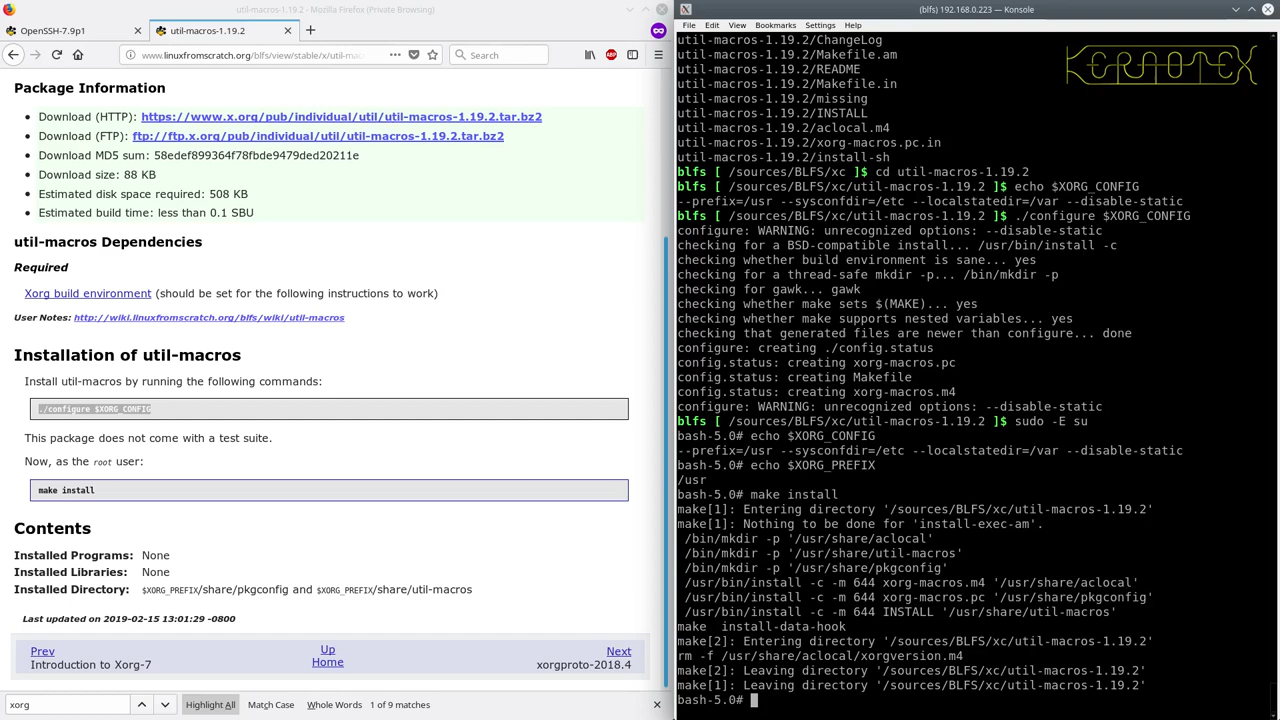 util-macros-1.19.2 - Mozilla Firefox (Private Browsing)
OpenSSH-7.9p1
util-macros-1.19.2
www.linuxfromscratch.org/blfs/view/stable/x/util-mac
Search
Package Information
Download (HTTP): https://www.x.org/pub/individual/util/util-macros-1.19.2.tar.bz2
Download (FTP): ftp://ftp.x.org/pub/individual/util/util-macros-1.19.2.tar.bz2
Download MD5 sum: 58edef899364f78fbde9479ded20211e
Download size: 88 KB
Estimated disk space required: 508 KB
Estimated build time: less than 0.1 SBU
util-macros Dependencies
Required
Xorg build environment (should be set for the following instructions to work)
User Notes: http://wiki.linuxfromscratch.org/blfs/wiki/util-macros
Installation of util-macros
Install util-macros by running the following commands:
./configure $XORG_CONFIG
This package does not come with a test suite.
Now, as the root user:
make install
Contents
Installed Programs: None
Installed Libraries: None
Installed Directory: $XORG_PREFIX/share/pkgconfig and $XORG_PREFIX/share/util-macros
Last updated on 2019-02-15 13:01:29 -0800
Prev
Introduction to Xorg-7
Up
Home
Next
xorgproto-2018.4
xorg
Highlight All
Match Case
Whole Words
1 of 9 matches
(blfs) 192.168.0.223 — Konsole
File Edit View Bookmarks Settings Help
KERAOTEX
util-macros-1.19.2/ChangeLog
util-macros-1.19.2/Makefile.am
util-macros-1.19.2/README
util-macros-1.19.2/Makefile.in
util-macros-1.19.2/missing
util-macros-1.19.2/INSTALL
util-macros-1.19.2/aclocal.m4
util-macros-1.19.2/xorg-macros.pc.in
util-macros-1.19.2/install-sh
blfs [ /sources/BLFS/xc ]$ cd util-macros-1.19.2
blfs [ /sources/BLFS/xc/util-macros-1.19.2 ]$ echo $XORG_CONFIG
--prefix=/usr --sysconfdir=/etc --localstatedir=/var --disable-static
blfs [ /sources/BLFS/xc/util-macros-1.19.2 ]$ ./configure $XORG_CONFIG
configure: WARNING: unrecognized options: --disable-static
checking for a BSD-compatible install... /usr/bin/install -c
checking whether build environment is sane... yes
checking for a thread-safe mkdir -p... /bin/mkdir -p
checking for gawk... gawk
checking whether make sets $(MAKE)... yes
checking whether make supports nested variables... yes
checking that generated files are newer than configure... done
configure: creating ./config.status
config.status: creating xorg-macros.pc
config.status: creating Makefile
config.status: creating xorg-macros.m4
configure: WARNING: unrecognized options: --disable-static
blfs [ /sources/BLFS/xc/util-macros-1.19.2 ]$ sudo -E su
bash-5.0# echo $XORG_CONFIG
--prefix=/usr --sysconfdir=/etc --localstatedir=/var --disable-static
bash-5.0# echo $XORG_PREFIX
/usr
bash-5.0# make install
make[1]: Entering directory '/sources/BLFS/xc/util-macros-1.19.2'
make[1]: Nothing to be done for 'install-exec-am'.
/bin/mkdir -p '/usr/share/aclocal'
/bin/mkdir -p '/usr/share/util-macros'
/bin/mkdir -p '/usr/share/pkgconfig'
/usr/bin/install -c -m 644 xorg-macros.m4 '/usr/share/aclocal'
/usr/bin/install -c -m 644 xorg-macros.pc '/usr/share/pkgconfig'
/usr/bin/install -c -m 644 INSTALL '/usr/share/util-macros'
make  install-data-hook
make[2]: Entering directory '/sources/BLFS/xc/util-macros-1.19.2'
rm -f /usr/share/aclocal/xorgversion.m4
make[2]: Leaving directory '/sources/BLFS/xc/util-macros-1.19.2'
make[1]: Leaving directory '/sources/BLFS/xc/util-macros-1.19.2'
bash-5.0#